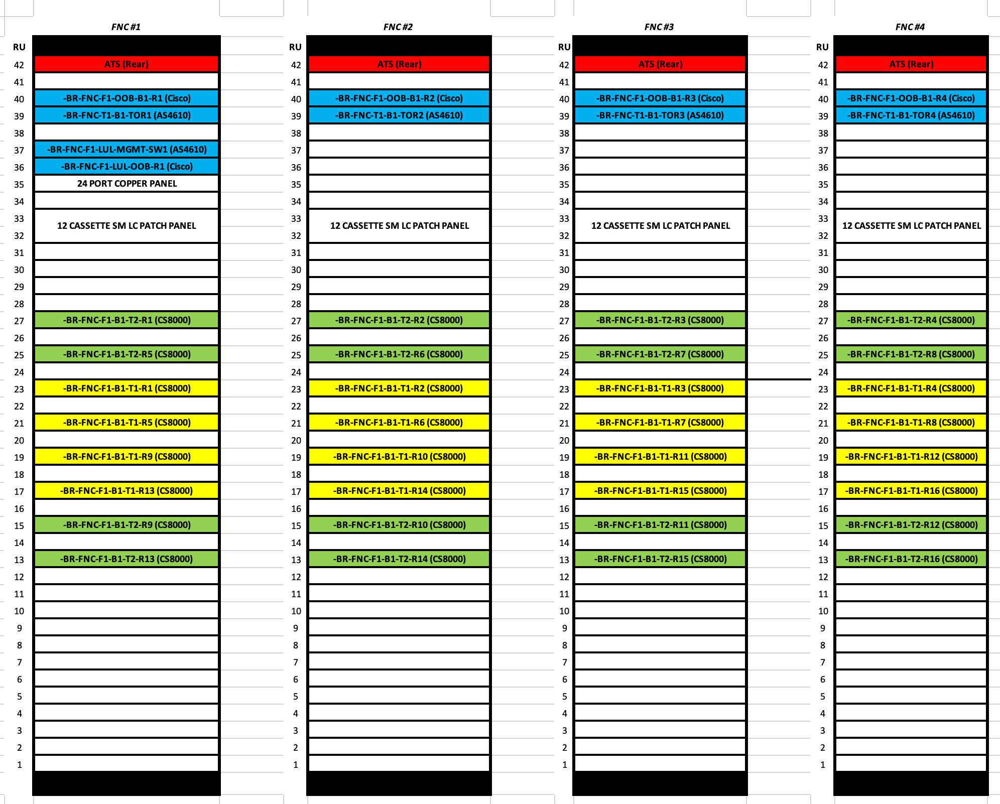 FNC #1 FNC #2 FNC #3 FNC #4
RU RU RU RU
42 ATS (Rear) 42 ATS (Rear) 42 ATS (Rear) 42 ATS (Rear)
41 41 41 41
40 -BR-FNC-F1-OOB-B1-R1 (Cisco) 40 -BR-FNC-F1-OOB-B1-R2 (Cisco) 40 -BR-FNC-F1-OOB-B1-R3 (Cisco) 40 -BR-FNC-F1-OOB-B1-R4 (Cisco)
39 -BR-FNC-T1-B1-TOR1 (AS4610) 39 -BR-FNC-T1-B1-TOR2 (AS4610) 39 -BR-FNC-T1-B1-TOR3 (AS4610) 39 -BR-FNC-T1-B1-TOR4 (AS4610)
38 38 38 38
37 -BR-FNC-F1-LUL-MGMT-SW1 (AS4610) 37 37 37
36 -BR-FNC-F1-LUL-OOB-R1 (Cisco) 36 36 36
35 24 PORT COPPER PANEL 35 35 35
34 34 34 34
33 33 33 33
12 CASSETTE SM LC PATCH PANEL 12 CASSETTE SM LC PATCH PANEL 12 CASSETTE SM LC PATCH PANEL 12 CASSETTE SM LC PATCH PANEL
32 32 32 32
31 31 31 31
30 30 30 30
29 29 29 29
28 28 28 28
27 -BR-FNC-F1-B1-T2-R1 (CS8000) 27 -BR-FNC-F1-B1-T2-R2 (CS8000) 27 -BR-FNC-F1-B1-T2-R3 (CS8000) 27 -BR-FNC-F1-B1-T2-R4 (CS8000)
26 26 26 26
25 -BR-FNC-F1-B1-T2-R5 (CS8000) 25 -BR-FNC-F1-B1-T2-R6 (CS8000) 25 -BR-FNC-F1-B1-T2-R7 (CS8000) 25 -BR-FNC-F1-B1-T2-R8 (CS8000)
24 24 24 24
23 -BR-FNC-F1-B1-T1-R1 (CS8000) 23 -BR-FNC-F1-B1-T1-R2 (CS8000) 23 -BR-FNC-F1-B1-T1-R3 (CS8000) 23 -BR-FNC-F1-B1-T1-R4 (CS8000)
22 22 22 22
21 -BR-FNC-F1-B1-T1-R5 (CS8000) 21 -BR-FNC-F1-B1-T1-R6 (CS8000) 21 -BR-FNC-F1-B1-T1-R7 (CS8000) 21 -BR-FNC-F1-B1-T1-R8 (CS8000)
20 20 20 20
19 -BR-FNC-F1-B1-T1-R9 (CS8000) 19 -BR-FNC-F1-B1-T1-R10 (CS8000) 19 -BR-FNC-F1-B1-T1-R11 (CS8000) 19 -BR-FNC-F1-B1-T1-R12 (CS8000)
18 18 18 18
17 -BR-FNC-F1-B1-T1-R13 (CS8000) 17 -BR-FNC-F1-B1-T1-R14 (CS8000) 17 -BR-FNC-F1-B1-T1-R15 (CS8000) 17 -BR-FNC-F1-B1-T1-R16 (CS8000)
16 16 16 16
15 -BR-FNC-F1-B1-T2-R9 (CS8000) 15 -BR-FNC-F1-B1-T2-R10 (CS8000) 15 -BR-FNC-F1-B1-T2-R11 (CS8000) 15 -BR-FNC-F1-B1-T2-R12 (CS8000)
14 14 14 14
13 -BR-FNC-F1-B1-T2-R13 (CS8000) 13 -BR-FNC-F1-B1-T2-R14 (CS8000) 13 -BR-FNC-F1-B1-T2-R15 (CS8000) 13 -BR-FNC-F1-B1-T2-R16 (CS8000)
12 12 12 12
11 11 11 11
10 10 10 10
9 9 9 9
8 8 8 8
7 7 7 7
6 6 6 6
5 5 5 5
4 4 4 4
3 3 3 3
2 2 2 2
1 1 1 1